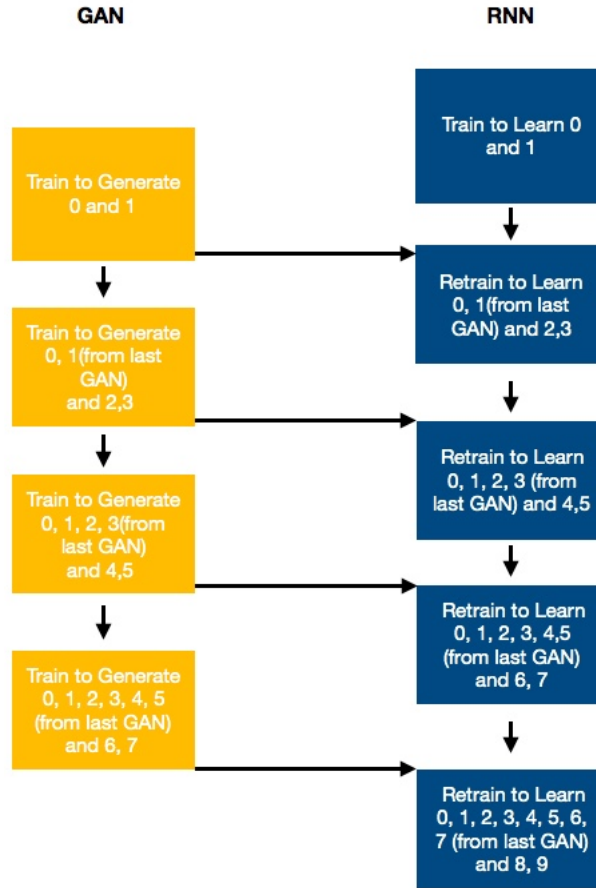 GAN
RNN
Train to Generate
0 and 1
Train to Generate
0, 1(from last
GAN)
and 2,3
Train to Generate
0, 1, 2, 3(from
last GAN)
and 4,5
Train to Generate
0, 1, 2, 3, 4, 5
(from last GAN)
and 6, 7
Train to Learn 0
and 1
Retrain to Learn
0, 1(from last
GAN) and 2,3
Retrain to Learn
0, 1, 2, 3 (from
last GAN) and 4,5
Retrain to Learn
0, 1, 2, 3, 4,5
(from last GAN)
and 6, 7
Retrain to Learn
0, 1, 2, 3, 4, 5, 6,
7 (from last GAN)
and 8, 9